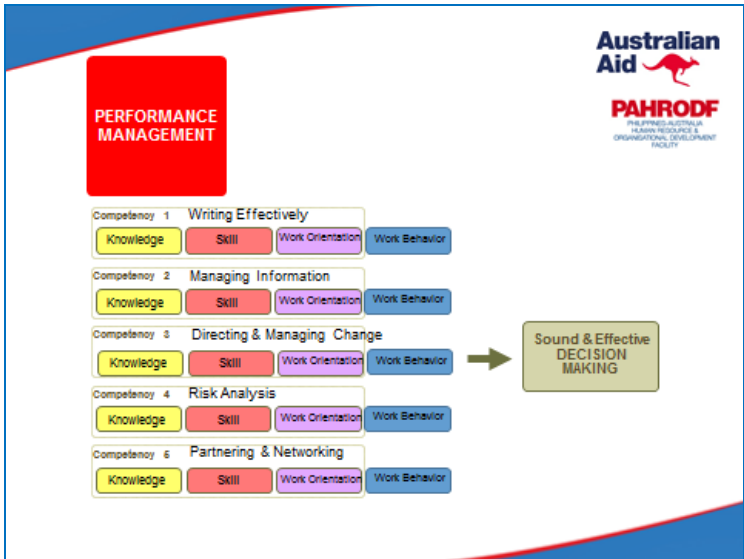 Australian
Aid
PAHRODF
PHILIPPINES-AUSTRALIA
HUMAN RESOURCE &
ORGANISATIONAL DEVELOPMENT
FACILITY
PERFORMANCE
MANAGEMENT
Competency 1 Writing Effectively
Knowledge Skill Work Orientation Work Behavior
Competency 2 Managing Information
Knowledge Skill Work Orientation Work Behavior
Competency 3 Directing & Managing Change
Knowledge Skill Work Orientation Work Behavior
Sound & Effective
DECISION
MAKING
Competency 4 Risk Analysis
Knowledge Skill Work Orientation Work Behavior
Competency 5 Partnering & Networking
Knowledge Skill Work Orientation Work Behavior